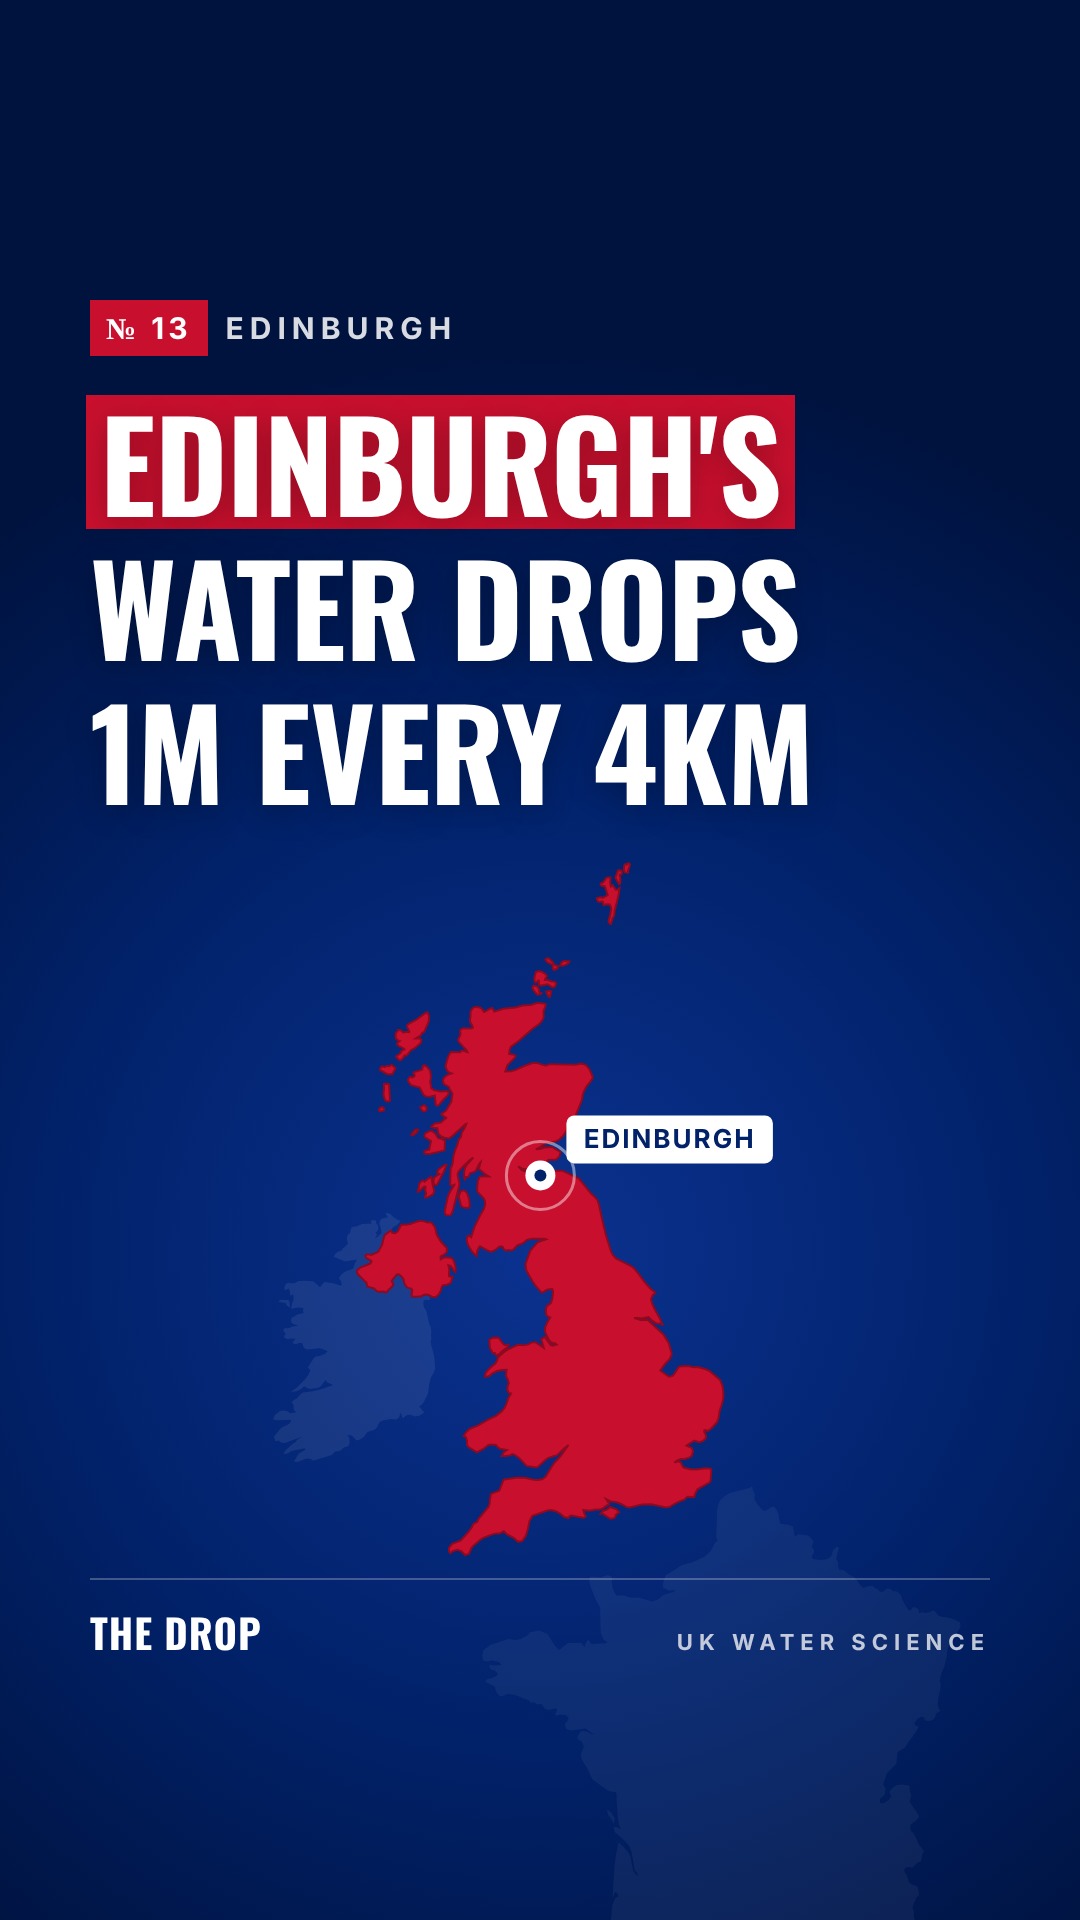 № 13 EDINBURGH
EDINBURGH'S
WATER DROPS
1M EVERY 4KM
EDINBURGH
THE DROP
UK WATER SCIENCE